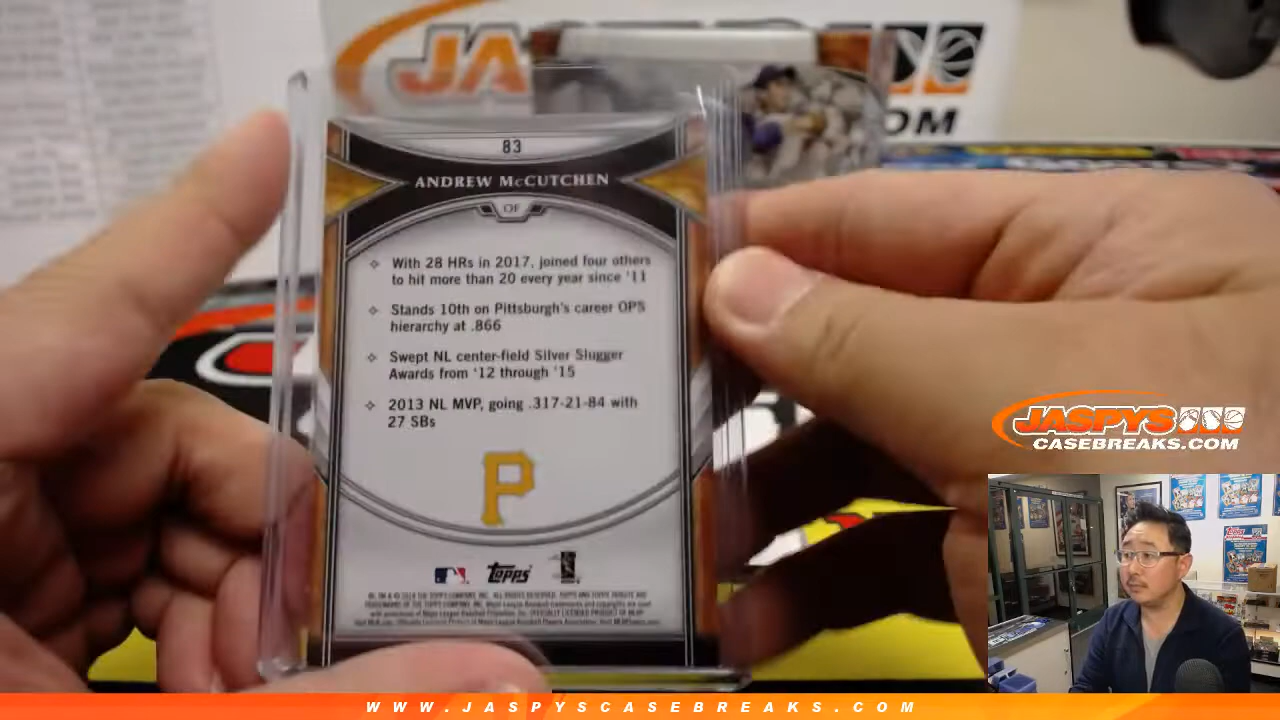 JA
.COM
83
ANDREW McCUTCHEN
OF
With 28 HRs in 2017, joined four others
to hit more than 20 every year since '11
Stands 10th on Pittsburgh's career OPS
hierarchy at .866
Swept NL center-field Silver Slugger
Awards from '12 through '15
2013 NL MVP, going .317-21-84 with
27 SBs
P
Topps
JASPYS
CASEBREAKS.COM
WWW.JASPYSCASEBREAKS.COM